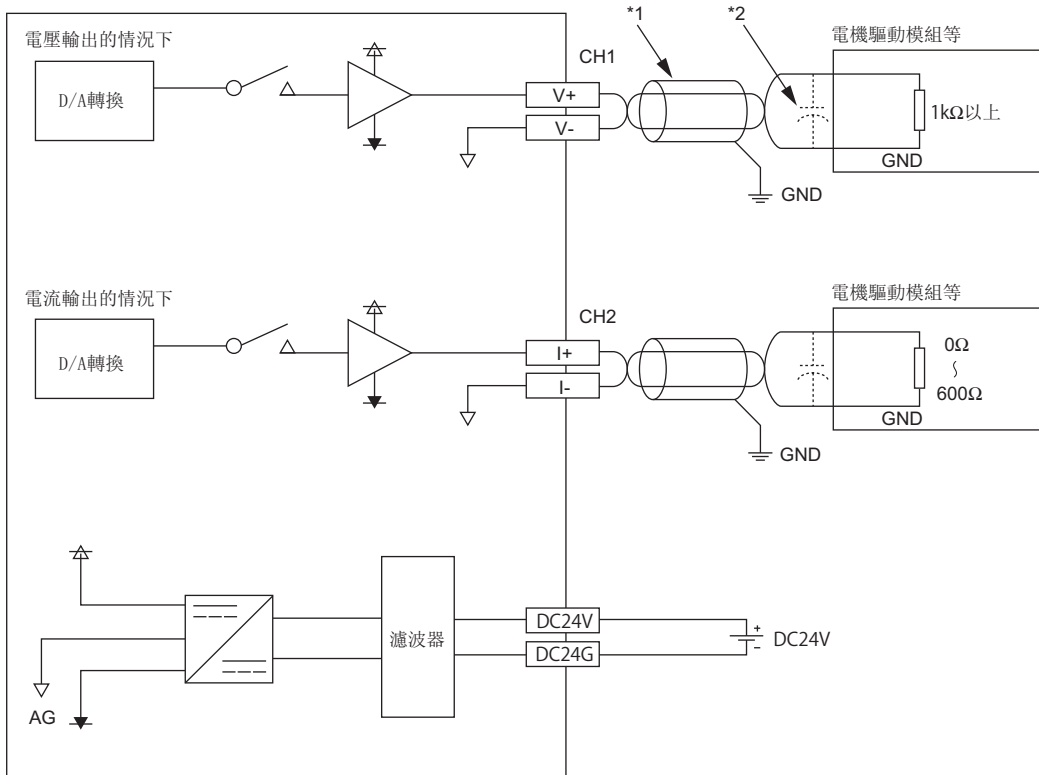 *1
*2
電壓輸出的情況下
電機驅動模組等
CH1
D/A轉換
V+
V-
1kΩ以上
GND
GND
電流輸出的情況下
電機驅動模組等
CH2
D/A轉換
I+
I-
0Ω
~
600Ω
GND
GND
濾波器
DC24V
DC24G
+
-
DC24V
AG